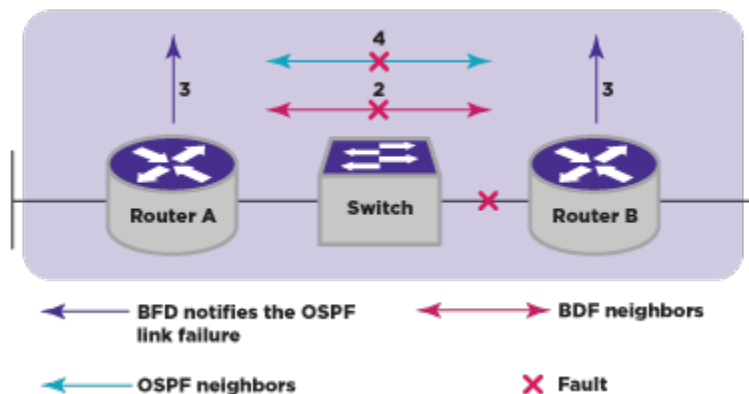 4
3
2
3
Router A
Switch
Router B
BFD notifies the OSPF
link failure
BDF neighbors
OSPF neighbors
Fault